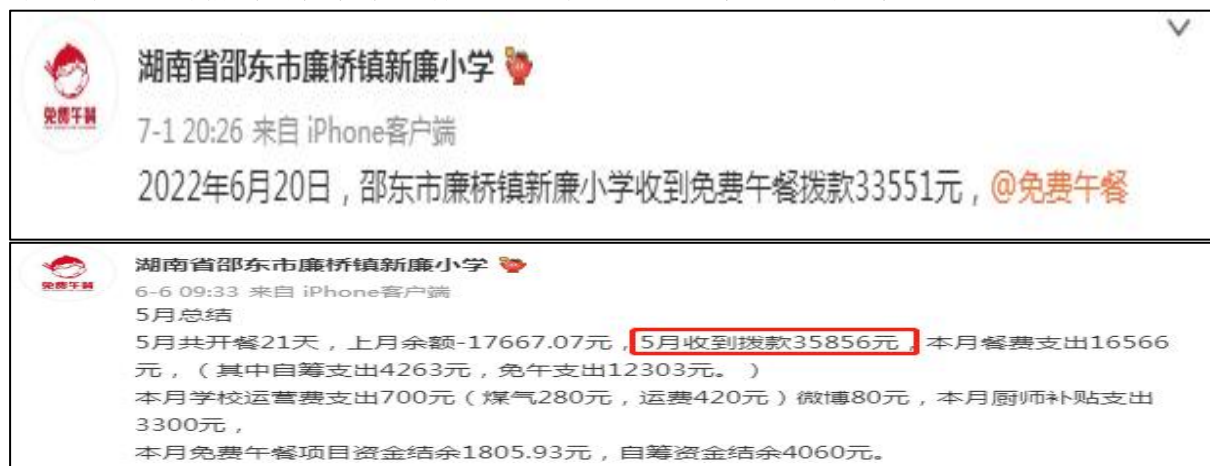 湖南省邵东市廉桥镇新廉小学
免费午餐
7-1 20:26 来自 iPhone客户端
2022年6月20日，邵东市廉桥镇新廉小学收到免费午餐拨款33551元，@免费午餐
湖南省邵东市廉桥镇新廉小学
免费午餐
6-6 09:33 来自 iPhone客户端
5月总结
5月共开餐21天，上月余额-17667.07元，5月收到拨款35856元，本月餐费支出16566
元，（其中自筹支出4263元，免午支出12303元。）
本月学校运营费支出700元（煤气280元，运费420元）微博80元，本月厨师补贴支出
3300元，
本月免费午餐项目资金结余1805.93元，自筹资金结余4060元。